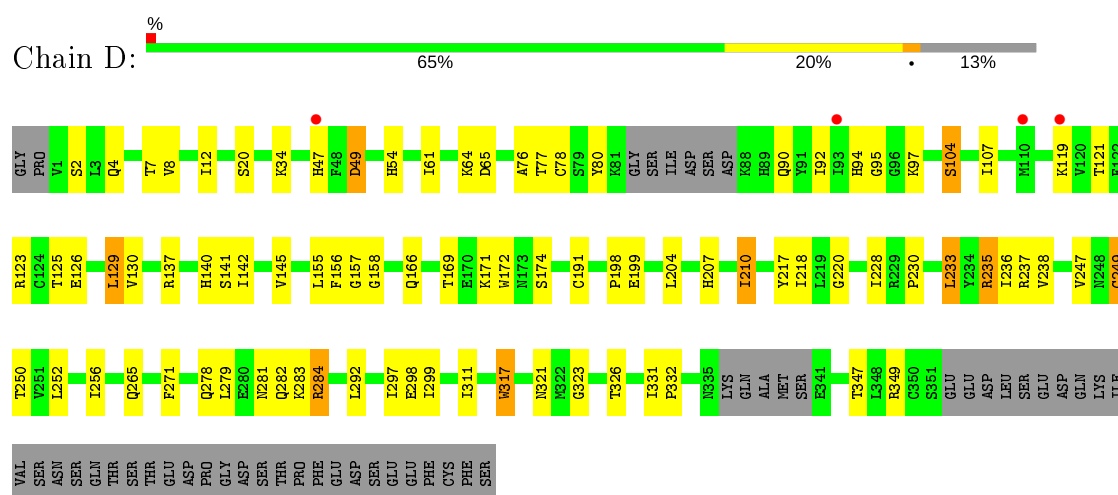 %
Chain D:
65% 20% • 13%
GLY PRO V1 S2 L3 Q4 T7 V8 I12 S20 K34 H47 F48 D49 H54 I61 K64 D65 A76 T77 C78 S79 Y80 K81 GLY SER ILE ASP SER ASP K88 H89 Q90 Y91 I92 I93 H94 G95 G96 K97 S104 I107 M110 K119 V120 T121 E122
R123 C124 T125 E126 L129 V130 R137 H140 S141 I142 V145 L155 F156 G157 G158 Q166 T169 E170 K171 W172 N173 S174 C191 P198 E199 L204 H207 I210 Y217 I218 L219 G220 I228 R229 P230 L233 Y234 R235 I236 R237 V238 V247 N248 C249
T250 V251 L252 I256 Q265 F271 Q278 L279 E280 N281 Q282 K283 R284 L292 I297 E298 I299 I311 W317 N321 M322 G323 T326 I331 P332 N335 LYS GLN ALA MET SER E341 T347 L348 R349 C350 S351 GLU GLU ASP LEU SER GLU ASP GLN LYS ILE
VAL SER ASN SER GLN THR SER THR GLU ASP PRO GLY ASP SER THR PRO PHE GLU ASP SER GLU GLU PHE CYS PHE SER